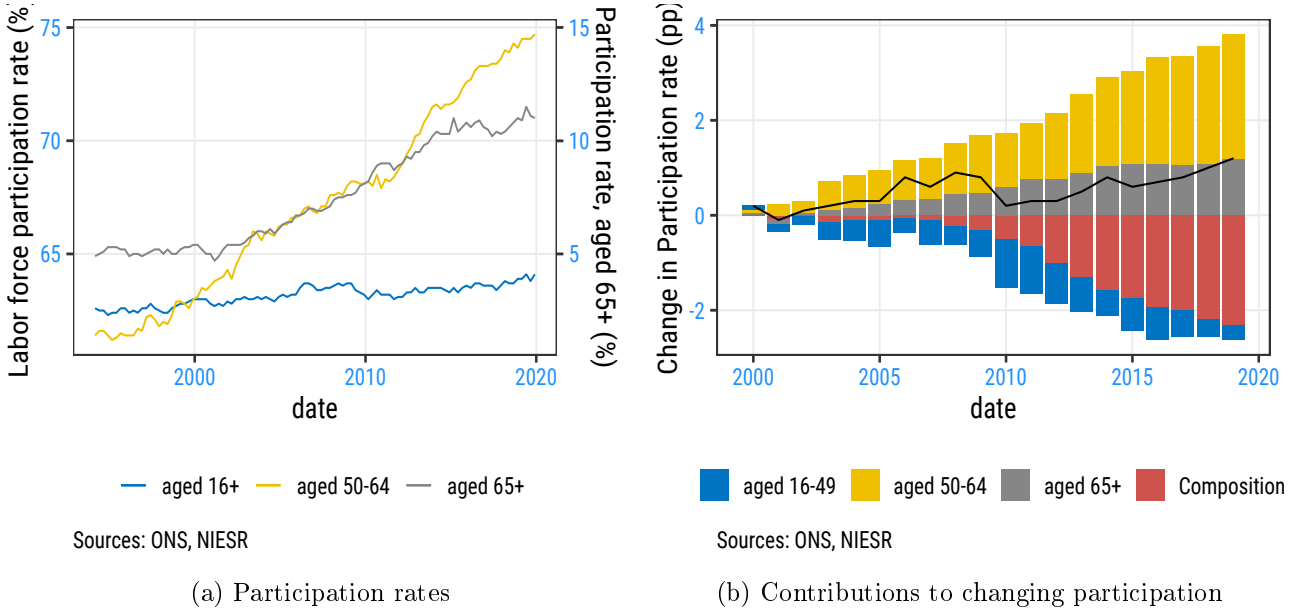 Labor force participation rate (%
75
70
65
15
10
5
Participation rate, aged 65+ (%)
2000
2010
2020
date
aged 16+ aged 50-64 aged 65+
Sources: ONS, NIESR
(a) Participation rates
Change in Participation rate (pp)
4
2
0
-2
2000
2005
2010
2015
2020
date
aged 16-49 aged 50-64 aged 65+ Composition
Sources: ONS, NIESR
(b) Contributions to changing participation